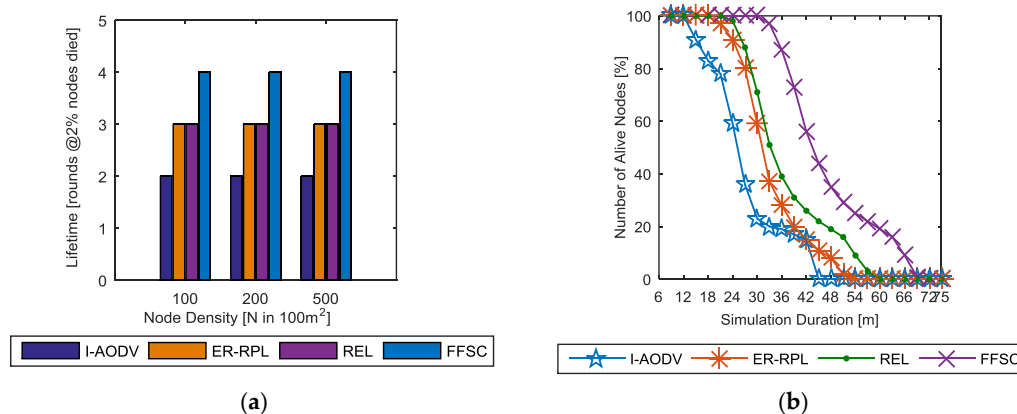 Lifetime [rounds @2% nodes died]
5
4
3
2
1
0
100 200 500
Node Density [N in 100m²]
I-AODV ER-RPL REL FFSC
(a)
Number of Alive Nodes [%]
100
80
60
40
20
0
6 12 18 24 30 36 42 48 54 60 66 72 75
Simulation Duration [m]
I-AODV ER-RPL REL FFSC
(b)